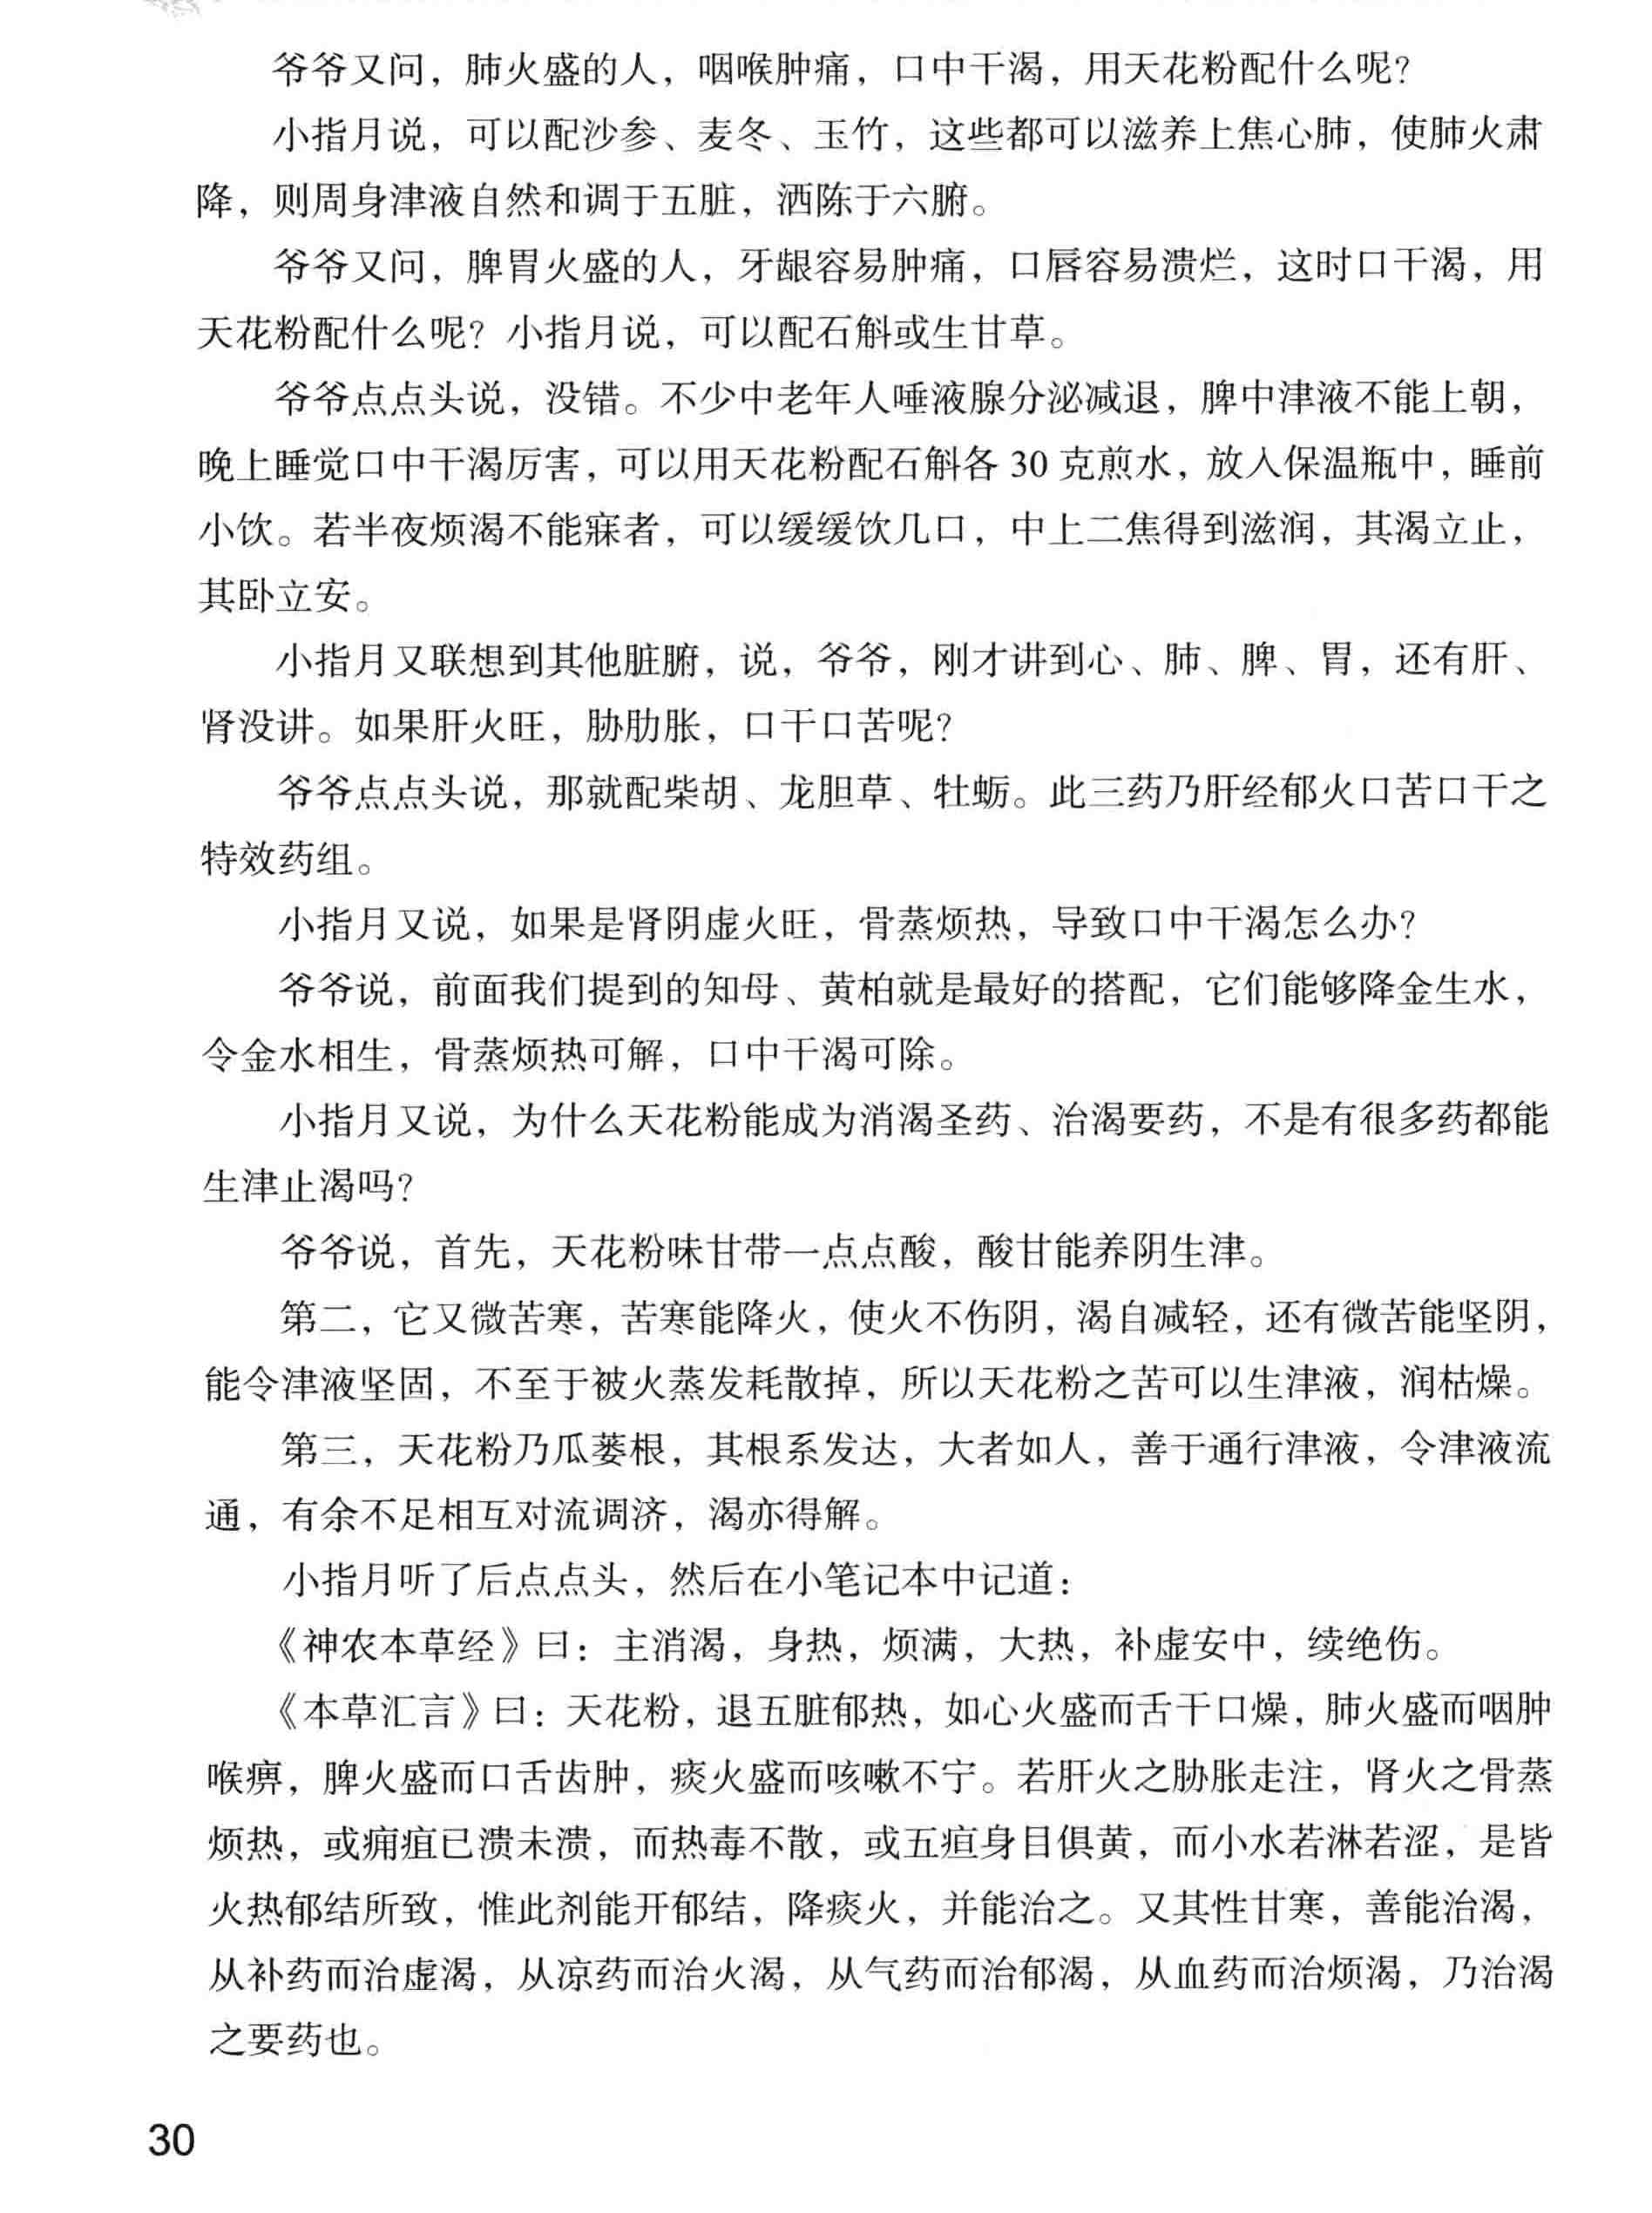 爷爷又问，肺火盛的人，咽喉肿痛，口中干渴，用天花粉配什么呢？
小指月说，可以配沙参、麦冬、玉竹，这些都可以滋养上焦心肺，使肺火肃
降，则周身津液自然和调于五脏，洒陈于六腑。
爷爷又问，脾胃火盛的人，牙龈容易肿痛，口唇容易溃烂，这时口干渴，用
天花粉配什么呢？小指月说，可以配石斛或生甘草。
爷爷点点头说，没错。不少中老年人唾液腺分泌减退，脾中津液不能上朝，
晚上睡觉口中干渴厉害，可以用天花粉配石斛各 30 克煎水，放入保温瓶中，睡前
小饮。若半夜烦渴不能寐者，可以缓缓饮几口，中上二焦得到滋润，其渴立止，
其卧立安。
小指月又联想到其他脏腑，说，爷爷，刚才讲到心、肺、脾、胃，还有肝、
肾没讲。如果肝火旺，胁肋胀，口干口苦呢？
爷爷点点头说，那就配柴胡、龙胆草、牡蛎。此三药乃肝经郁火口苦口干之
特效药组。
小指月又说，如果是肾阴虚火旺，骨蒸烦热，导致口中干渴怎么办？
爷爷说，前面我们提到的知母、黄柏就是最好的搭配，它们能够降金生水，
令金水相生，骨蒸烦热可解，口中干渴可除。
小指月又说，为什么天花粉能成为消渴圣药、治渴要药，不是有很多药都能
生津止渴吗？
爷爷说，首先，天花粉味甘带一点点酸，酸甘能养阴生津。
第二，它又微苦寒，苦寒能降火，使火不伤阴，渴自减轻，还有微苦能坚阴，
能令津液坚固，不至于被火蒸发耗散掉，所以天花粉之苦可以生津液，润枯燥。
第三，天花粉乃瓜蒌根，其根系发达，大者如人，善于通行津液，令津液流
通，有余不足相互对流调济，渴亦得解。
小指月听了后点点头，然后在小笔记本中记道：
《神农本草经》曰：主消渴，身热，烦满，大热，补虚安中，续绝伤。
《本草汇言》曰：天花粉，退五脏郁热，如心火盛而舌干口燥，肺火盛而咽肿
喉痹，脾火盛而口舌齿肿，痰火盛而咳嗽不宁。若肝火之胁胀走注，肾火之骨蒸
烦热，或痈疽已溃未溃，而热毒不散，或五疸身目俱黄，而小水若淋若涩，是皆
火热郁结所致，惟此剂能开郁结，降痰火，并能治之。又其性甘寒，善能治渴，
从补药而治虚渴，从凉药而治火渴，从气药而治郁渴，从血药而治烦渴，乃治渴
之要药也。
30